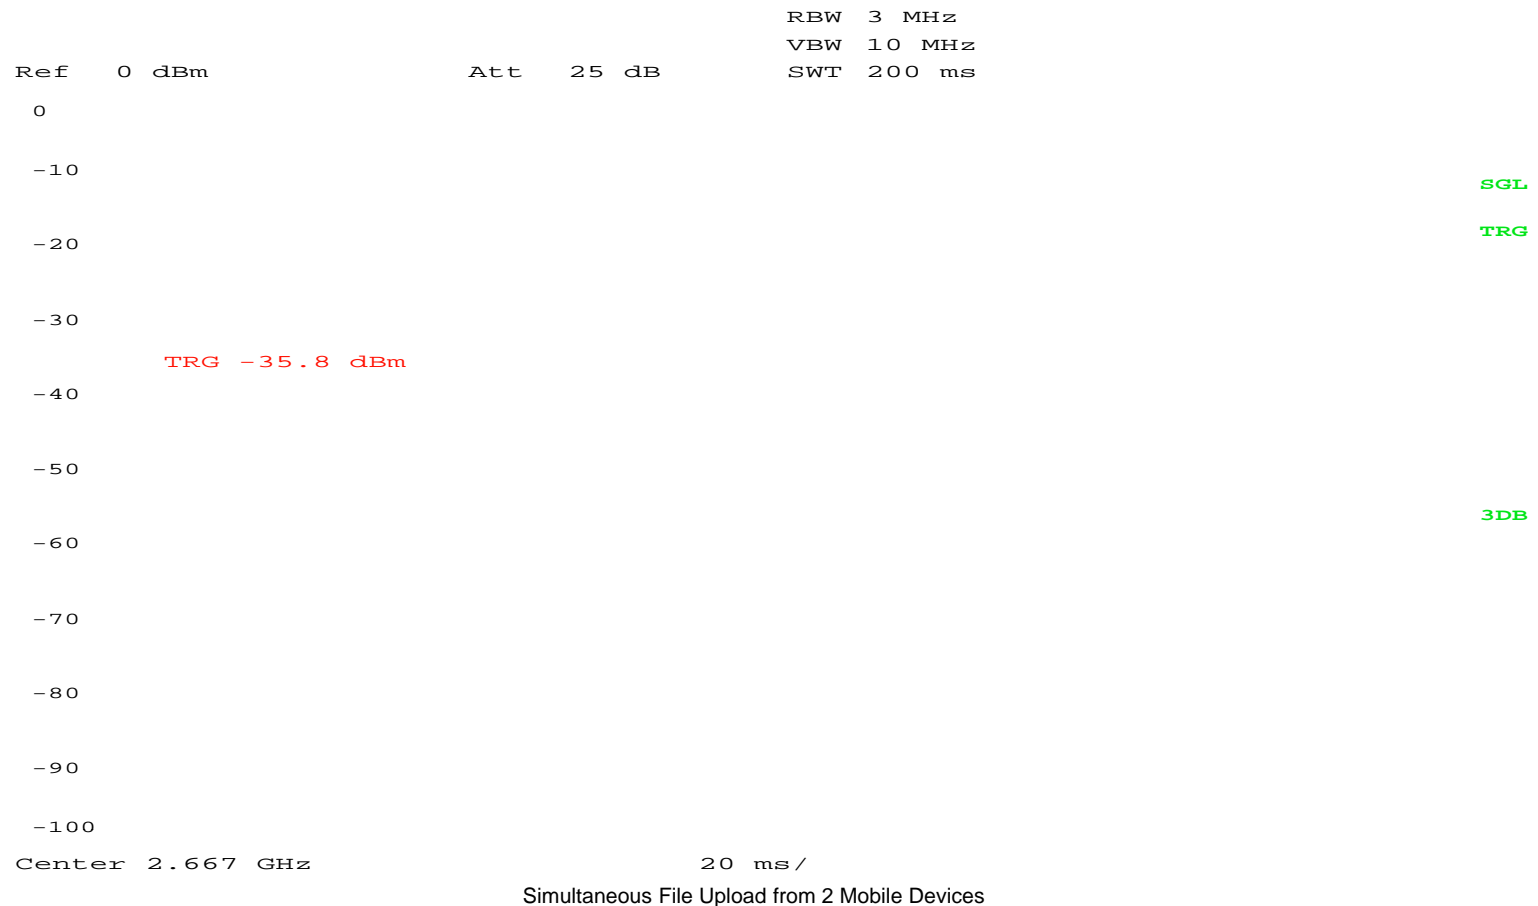 RBW 3 MHz
VBW 10 MHz
Ref 0 dBm Att 25 dB SWT 200 ms
0
-10
SGL
TRG
-20
-30
TRG -35.8 dBm
-40
-50
3DB
-60
-70
-80
-90
-100
Center 2.667 GHz 20 ms/
Simultaneous File Upload from 2 Mobile Devices